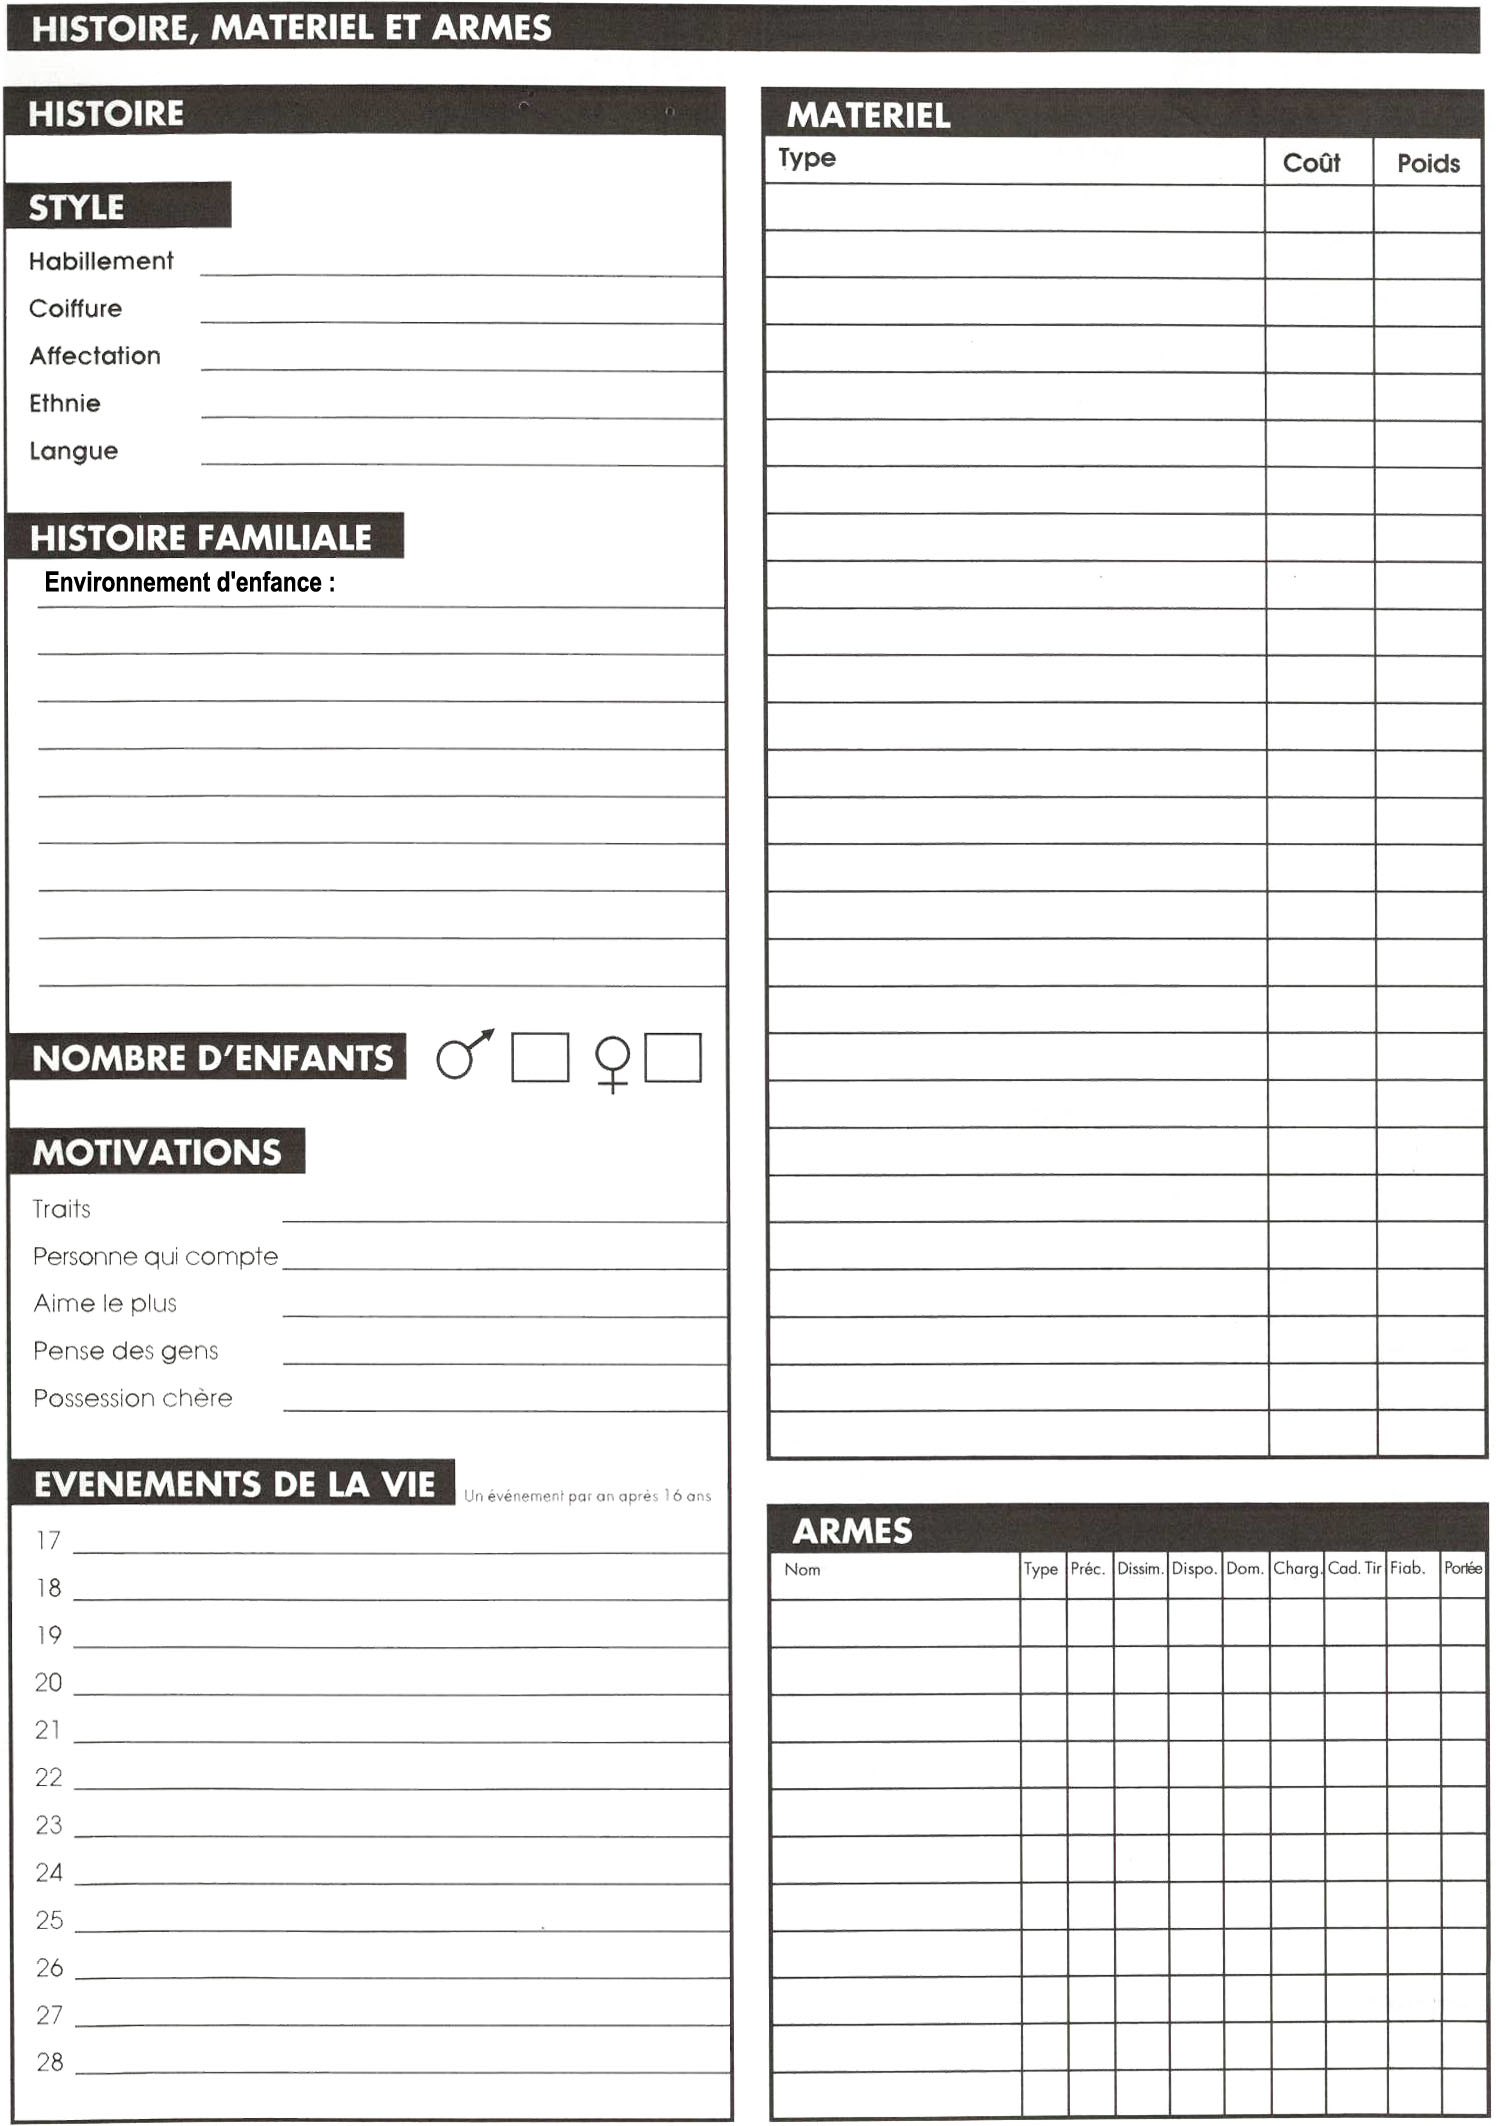 HISTOIRE, MATERIEL ET ARMES
HISTOIRE
STYLE
Habillement
Coiffure
Affectation
Ethnie
Langue
HISTOIRE FAMILIALE
Environnement d'enfance :
NOMBRE D'ENFANTS
MOTIVATIONS
Traits
Personne qui compte
Aime le plus
Pense des gens
Possession chère
EVENEMENTS DE LA VIE Un événement par an après 16 ans
17
18
19
20
21
22
23
24
25
26
27
28
MATERIEL
Type Coût Poids
ARMES
Nom Type Préc. Dissim. Dispo. Dom. Charg. Cad. Tir Fiab. Portée